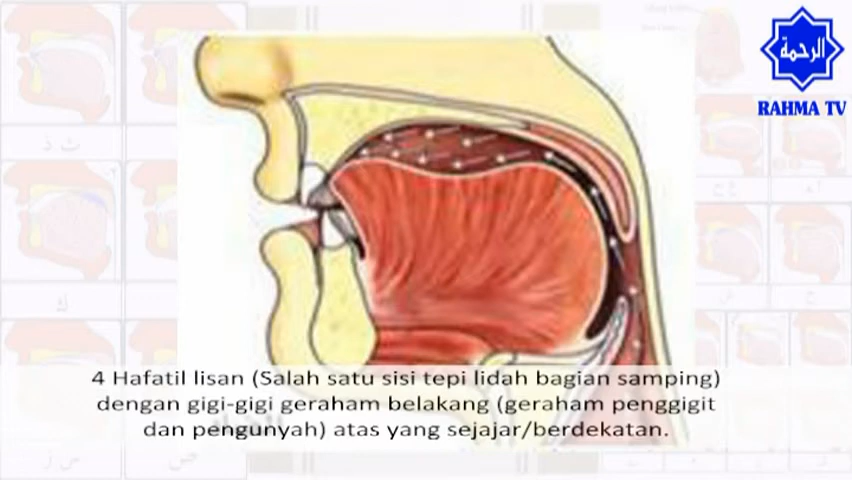 الرحمة
RAHMA TV
ث ذ
ك
س ز
ص
4 Hafatil lisan (Salah satu sisi tepi lidah bagian samping)
dengan gigi-gigi geraham belakang (geraham penggigit
dan pengunyah) atas yang sejajar/berdekatan.